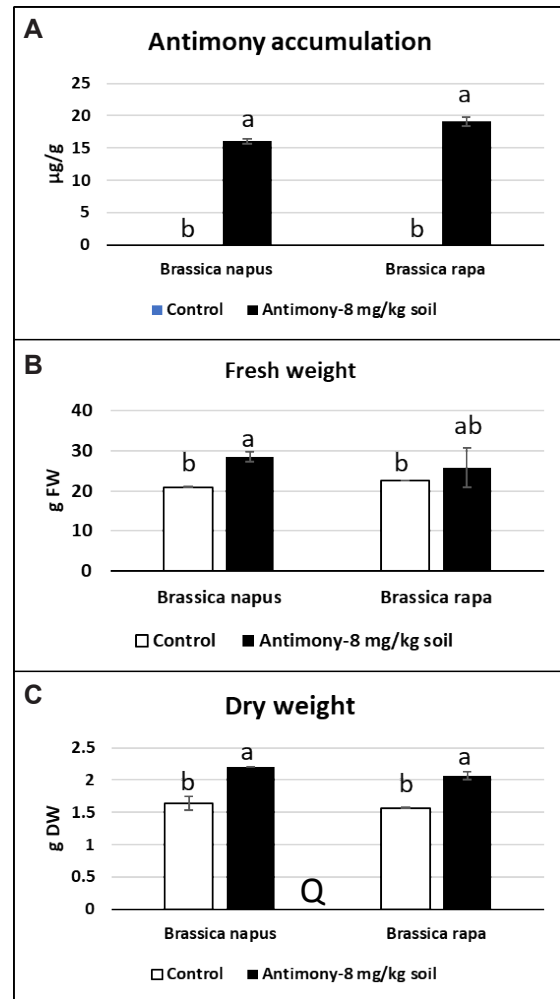 A
Antimony accumulation
25
20
15
10
5
0
µg/g
b
a
b
a
Brassica napus
Brassica rapa
Control
Antimony-8 mg/kg soil
B
Fresh weight
40
30
20
10
0
g FW
b
a
b
ab
Brassica napus
Brassica rapa
Control
Antimony-8 mg/kg soil
C
Dry weight
2.5
2
1.5
1
0.5
0
g DW
b
a
b
a
Q
Brassica napus
Brassica rapa
Control
Antimony-8 mg/kg soil